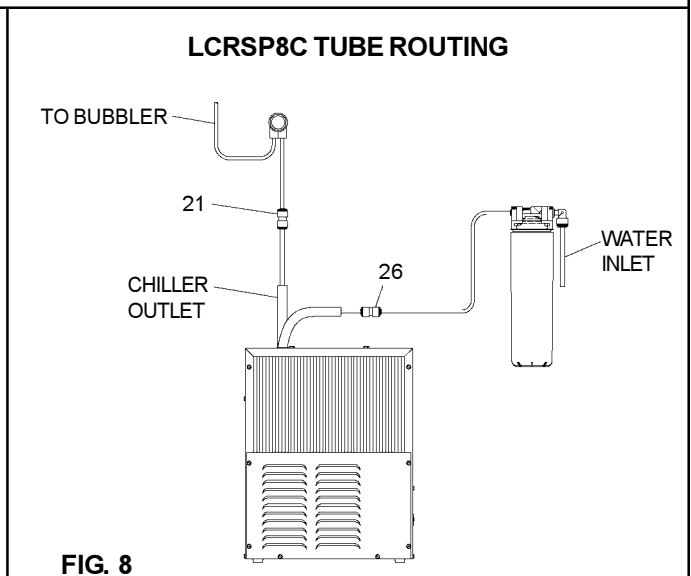 LCRSP8C TUBE ROUTING
TO BUBBLER
21
WATER
INLET
CHILLER
OUTLET
26
FIG. 8